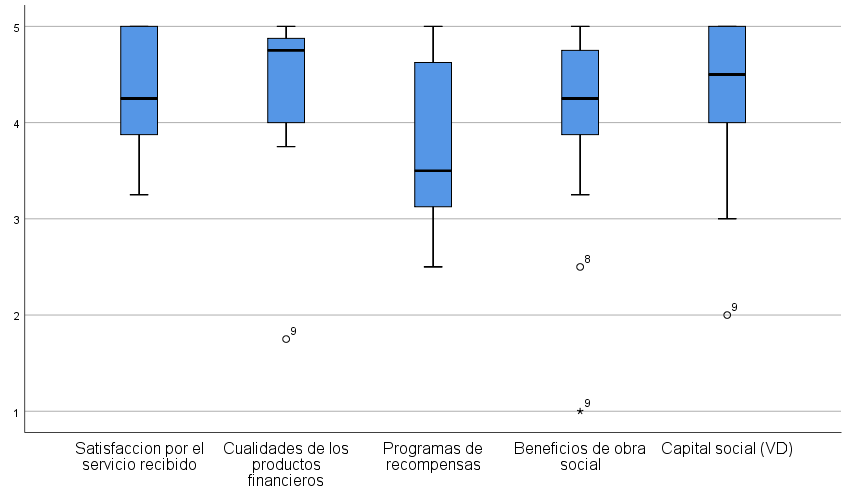 5
4
3
2
1
9
8
9
9
Satisfaccion por el
servicio recibido
Cualidades de los
productos
financieros
Programas de
recompensas
Beneficios de obra
social
Capital social (VD)